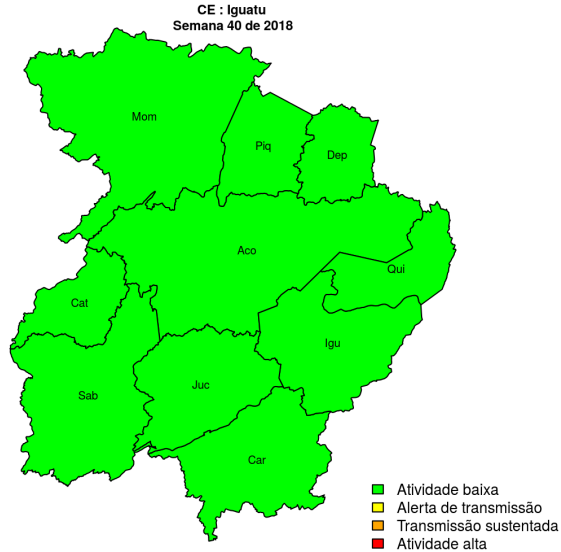 CE : Iguatu
Semana 40 de 2018
Mom
Piq
Dep
Aco
Qui
Cat
Igu
Juc
Sab
Car
Atividade baixa
Alerta de transmissão
Transmissão sustentada
Atividade alta